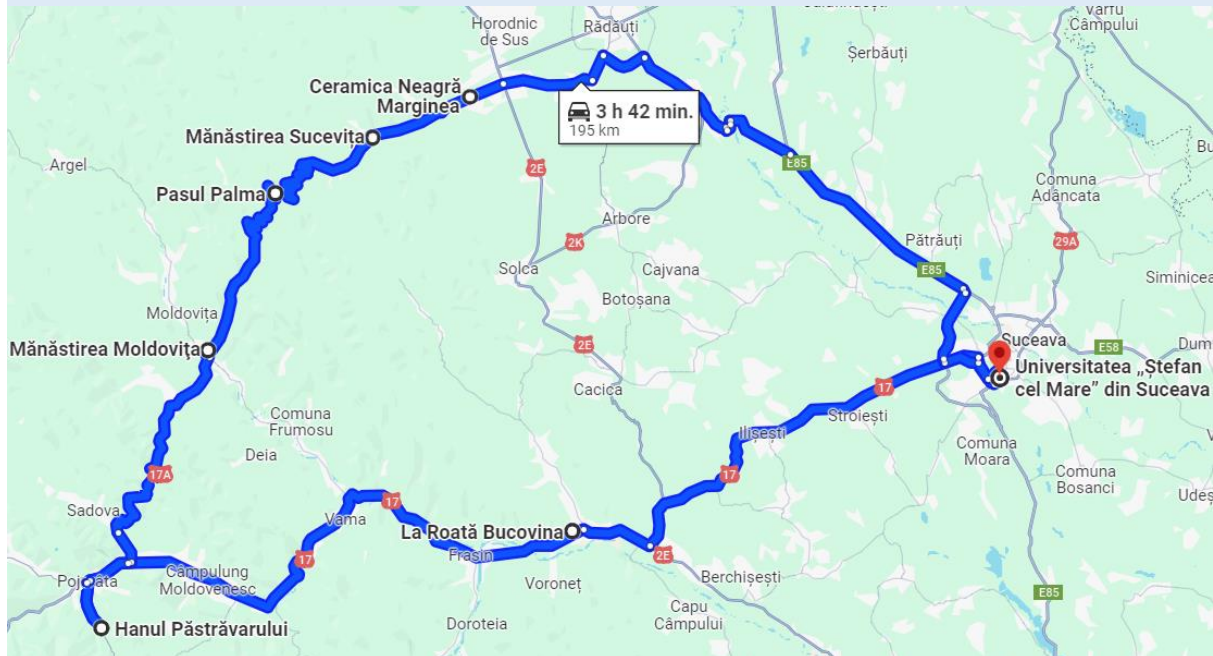 Vârfu
Câmpului
Horodnic
de Sus
Rădăuți
Șerbăuți
Ceramica Neagră
Marginea
3 h 42 min.
195 km
Mănăstirea Sucevița
Argel
2E
E85
Comuna
Adâncata
Pasul Palma
Arbore
2K
Pătrăuți
29A
Solca
Cajvana
E85
Siminicea
Botoșana
Moldovița
Mănăstirea Moldovița
2E
Suceava
E58
Universitatea „Ștefan
cel Mare” din Suceava
Cacica
17
Comuna
Frumosu
Stroiești
Ilișești
Deia
Comuna
Moara
17A
17
Comuna
Bosanci
Sadova
17
Vama
La Roată Bucovina
Frasin
2E
17
Voroneț
Berchișești
Câmpulung
Moldovenesc
Pojorâta
E85
Capu
Câmpului
Doroteia
Hanul Păstrăvarului